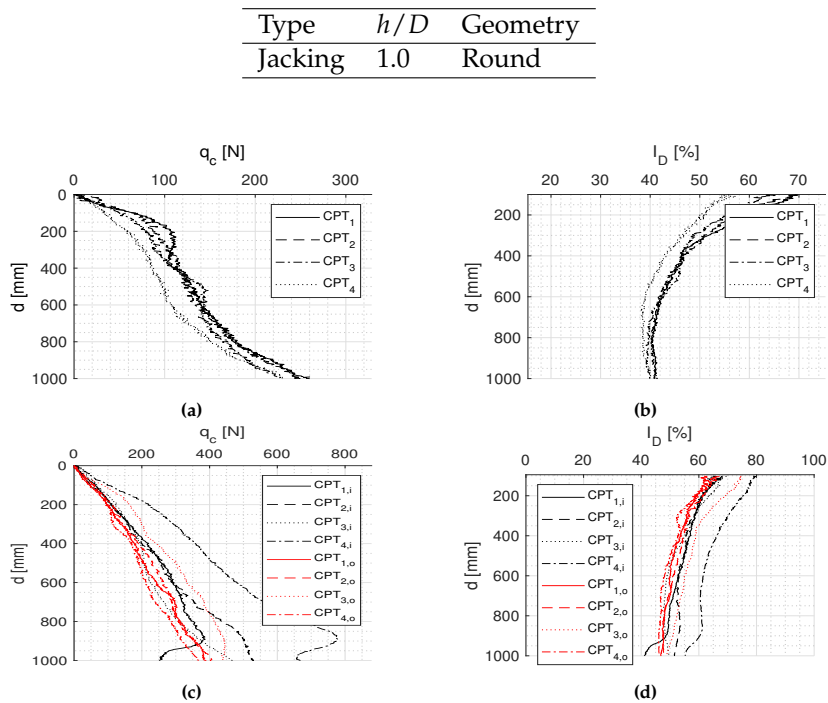 Type h/D Geometry
Jacking 1.0 Round
q_c [N]
0 100 200 300
0
200
400
600
800
1000
d [mm]
CPT_1
CPT_2
CPT_3
CPT_4
(a)
I_D [%]
20 30 40 50 60 70
200
400
600
800
1000
d [mm]
CPT_1
CPT_2
CPT_3
CPT_4
(b)
q_c [N]
0 200 400 600 800
0
200
400
600
800
1000
d [mm]
CPT_1,i
CPT_2,i
CPT_3,i
CPT_4,i
CPT_1,o
CPT_2,o
CPT_3,o
CPT_4,o
(c)
I_D [%]
0 20 40 60 80 100
200
400
600
800
1000
d [mm]
CPT_1,i
CPT_2,i
CPT_3,i
CPT_4,i
CPT_1,o
CPT_2,o
CPT_3,o
CPT_4,o
(d)